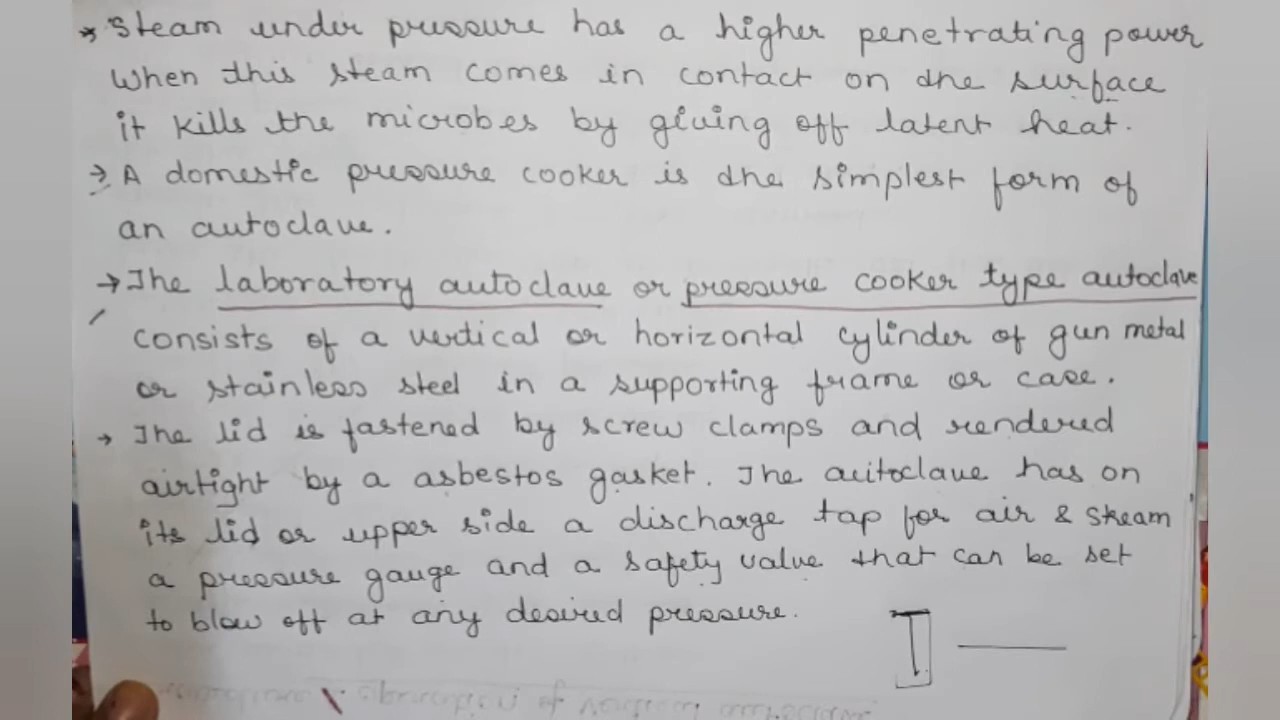 * Steam under pressure has a higher penetrating power
When this steam comes in contact on the surface
it kills the microbes by giving off latent heat.
→ A domestic pressure cooker is the simplest form of
an autoclave.
→ The laboratory autoclave or pressure cooker type autoclave
consists of a vertical or horizontal cylinder of gun metal
or stainless steel in a supporting frame or case.
→ The lid is fastened by screw clamps and rendered
airtight by a asbestos gasket. The autoclave has on
its lid or upper side a discharge tap for air & steam
a pressure gauge and a safety value that can be set
to blow off at any desired pressure.